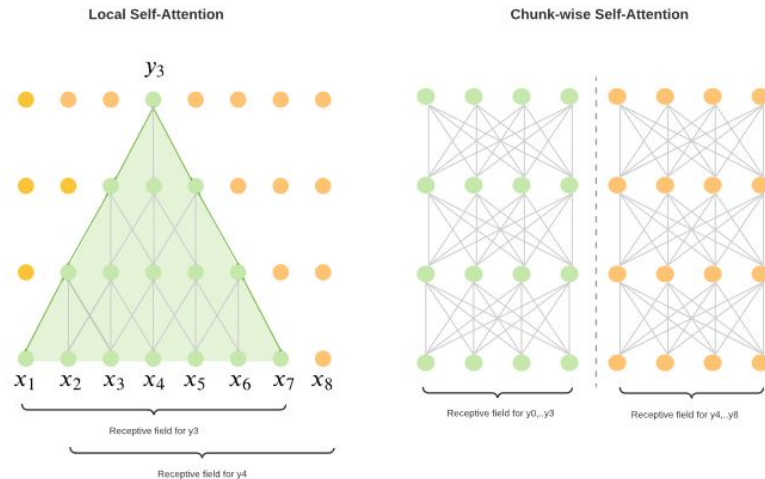 Local Self-Attention
Chunk-wise Self-Attention
y3
x1 x2 x3 x4 x5 x6 x7 x8
Receptive field for y3
Receptive field for y4
Receptive field for y0,..y3
Receptive field for y4,..y8